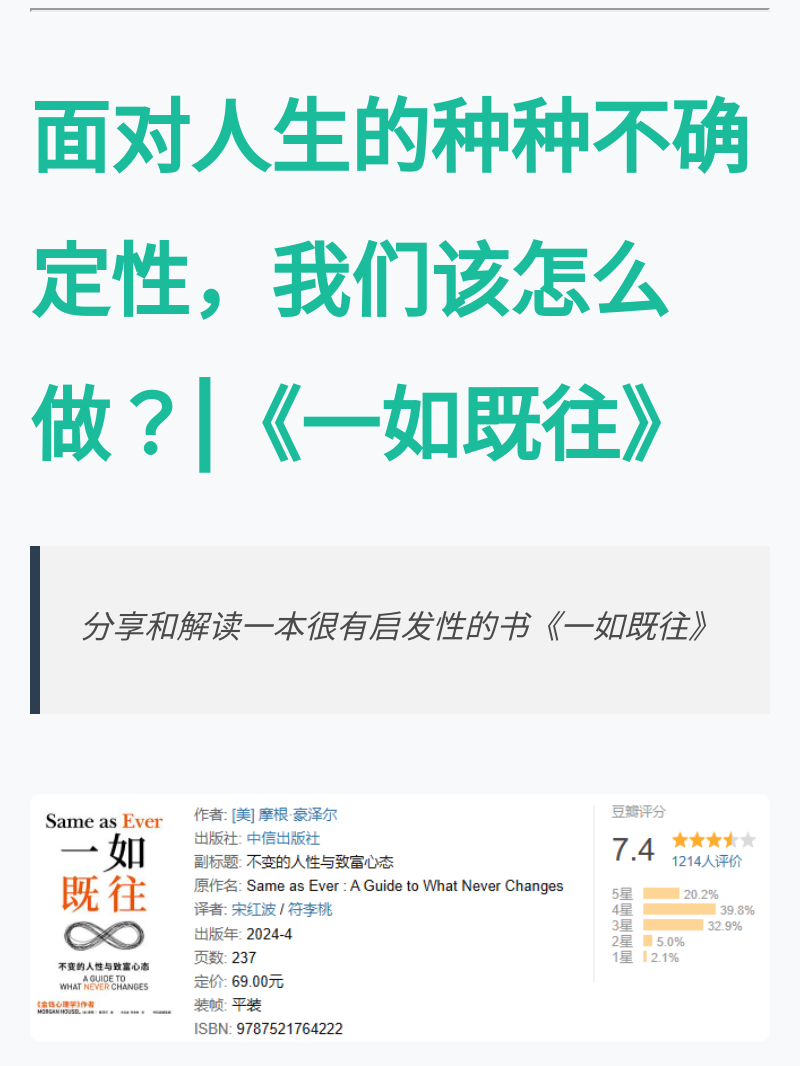 面对人生的种种不确
定性，我们该怎么
做？|《一如既往》
分享和解读一本很有启发性的书《一如既往》
Same as Ever
一如
既往
不变的人性与致富心态
A GUIDE TO
WHAT NEVER CHANGES
《金钱心理学》作者
MORGAN HOUSEL
作者: [美] 摩根·豪泽尔
出版社: 中信出版社
副标题: 不变的人性与致富心态
原作名: Same as Ever : A Guide to What Never Changes
译者: 宋红波 / 符李桃
出版年: 2024-4
页数: 237
定价: 69.00元
装帧: 平装
ISBN: 9787521764222
豆瓣评分
7.4
1214人评价
5星 20.2%
4星 39.8%
3星 32.9%
2星 5.0%
1星 2.1%